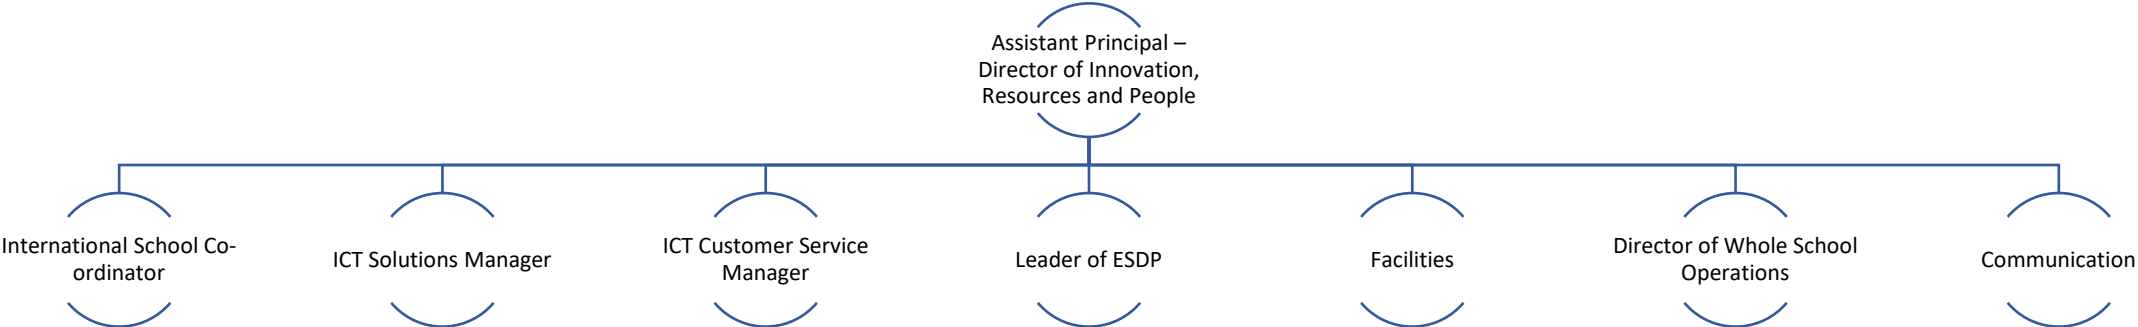 Assistant Principal –
Director of Innovation,
Resources and People
International School Co-
ordinator
ICT Solutions Manager
ICT Customer Service
Manager
Leader of ESDP
Facilities
Director of Whole School
Operations
Communication